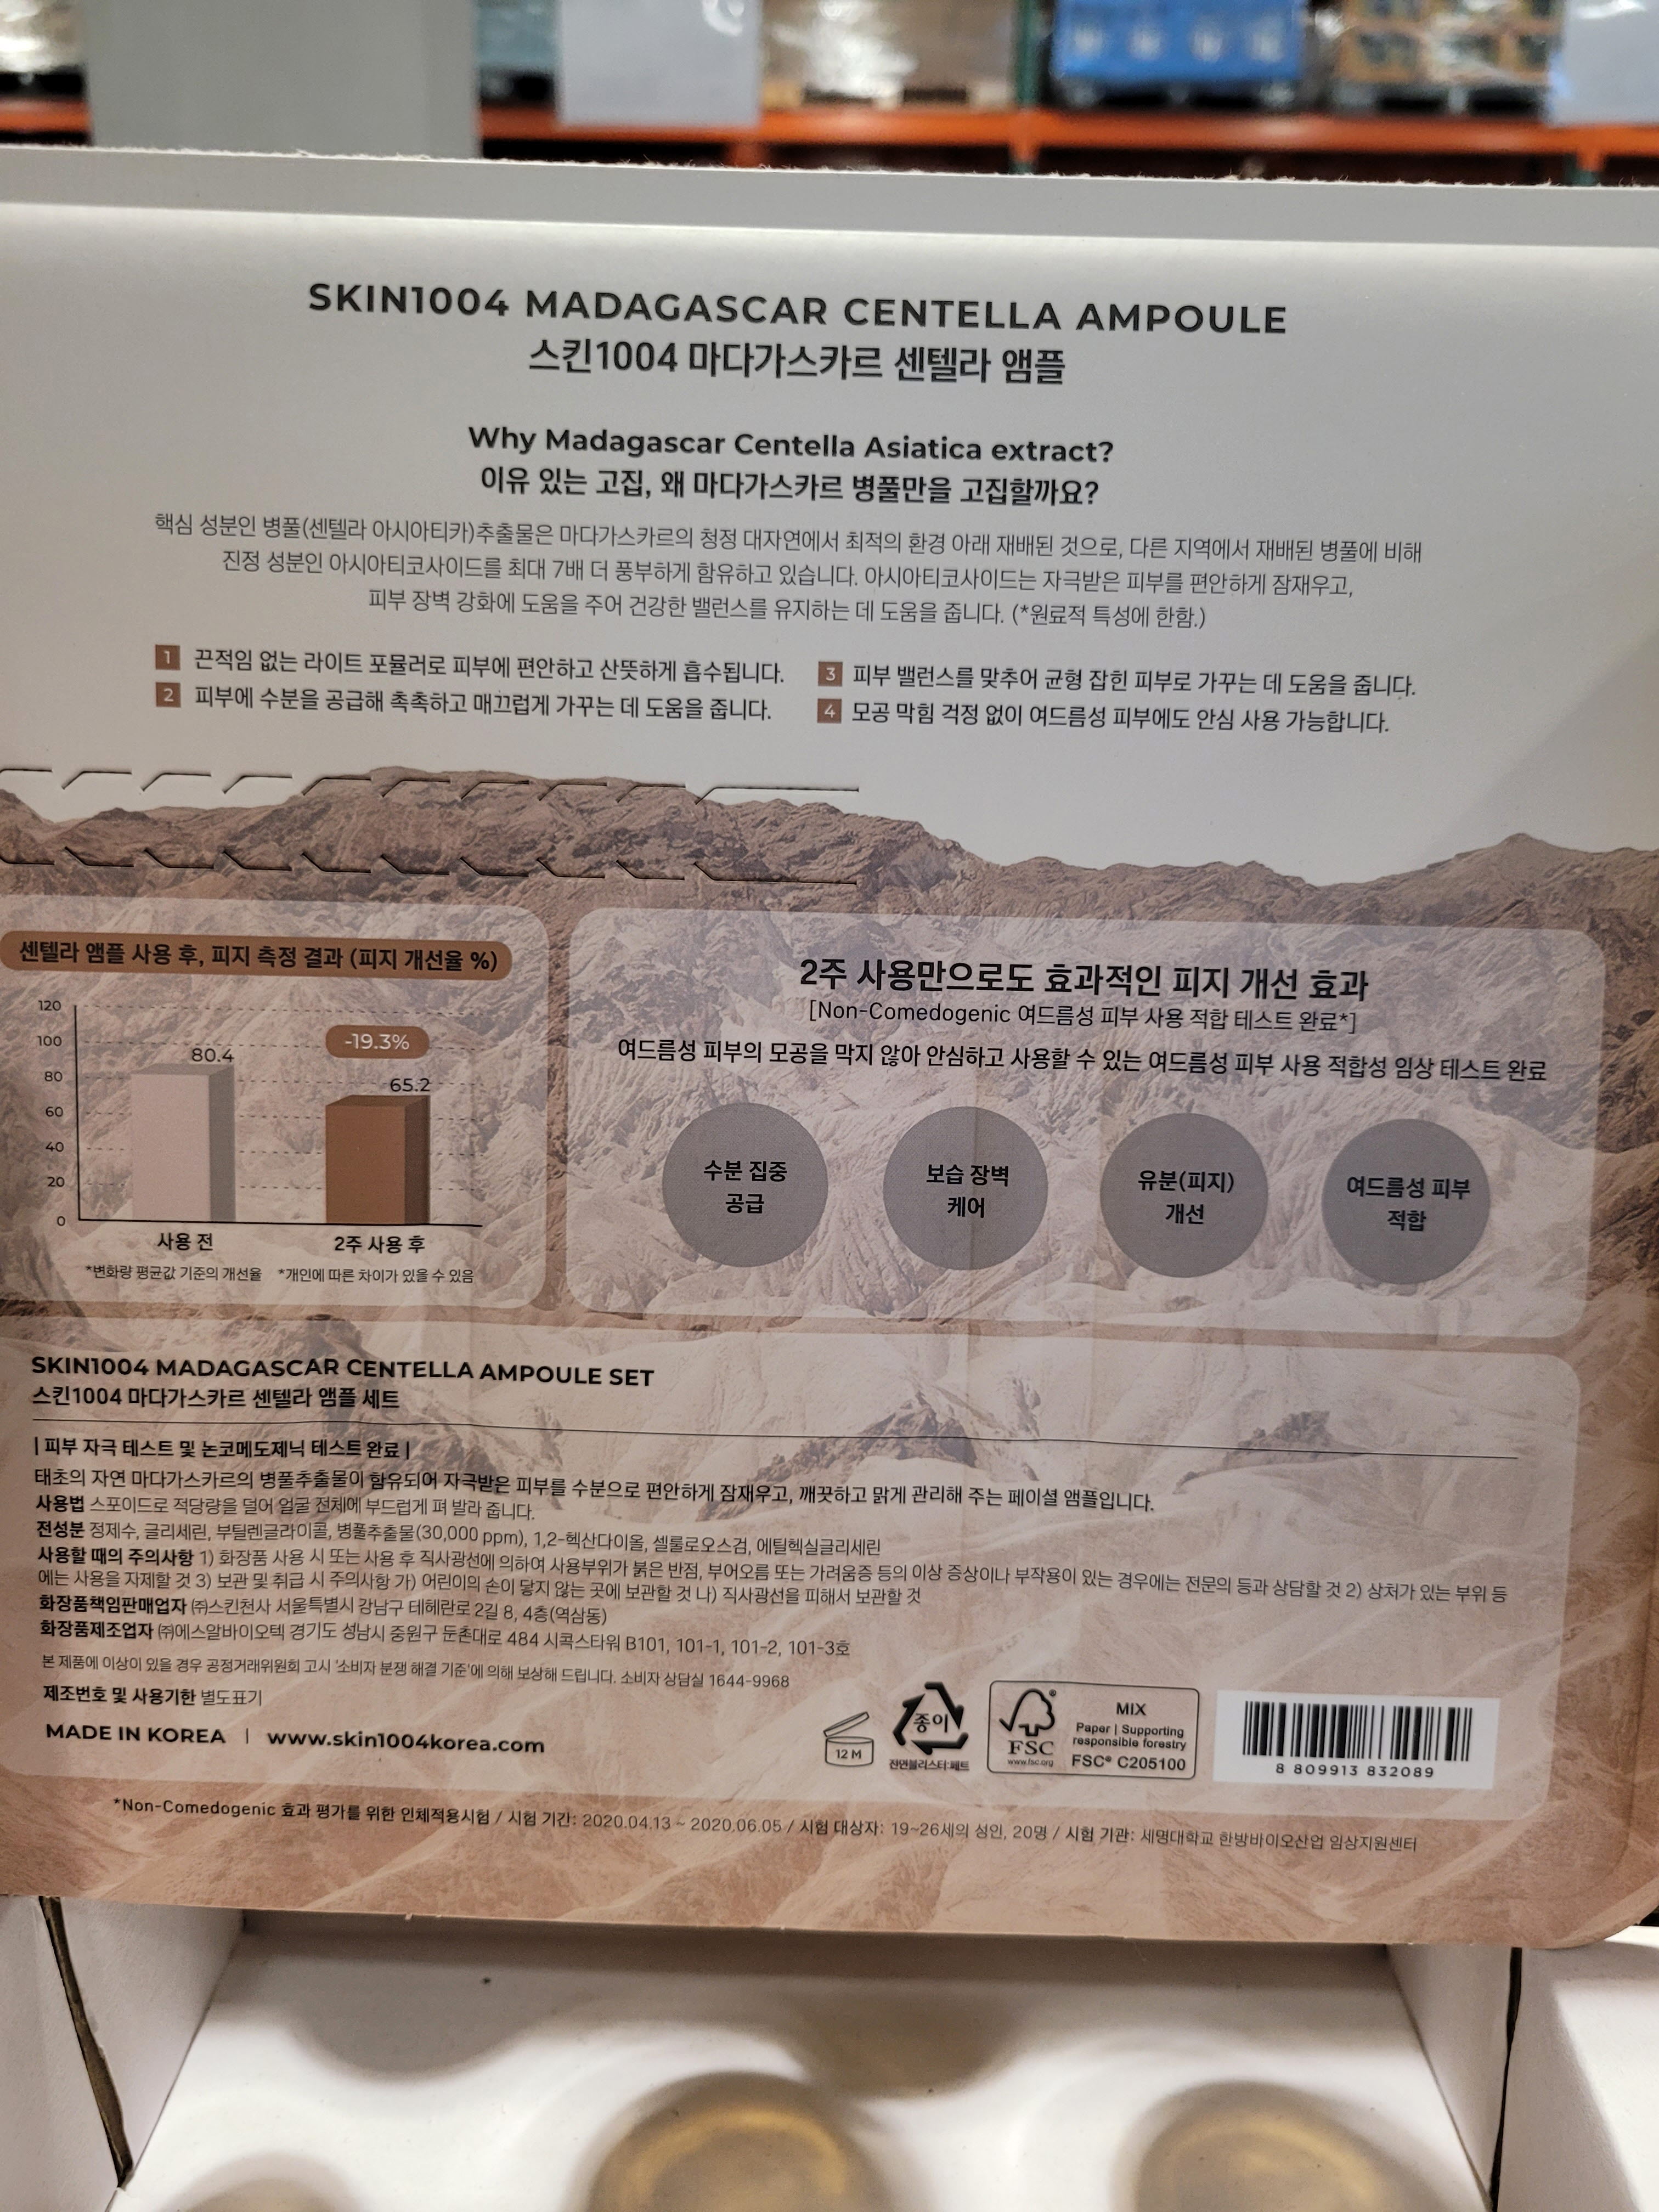 SKIN1004 MADAGASCAR CENTELLA AMPOULE
스킨1004 마다가스카르 센텔라 앰플
Why Madagascar Centella Asiatica extract?
이유 있는 고집, 왜 마다가스카르 병풀만을 고집할까요?
핵심 성분인 병풀(센텔라 아시아티카)추출물은 마다가스카르의 청정 대자연에서 최적의 환경 아래 재배된 것으로, 다른 지역에서 재배된 병풀에 비해
진정 성분인 아시아티코사이드를 최대 7배 더 풍부하게 함유하고 있습니다. 아시아티코사이드는 자극받은 피부를 편안하게 잠재우고,
피부 장벽 강화에 도움을 주어 건강한 밸런스를 유지하는 데 도움을 줍니다. (*원료적 특성에 한함.)
1 끈적임 없는 라이트 포뮬러로 피부에 편안하고 산뜻하게 흡수됩니다.
2 피부에 수분을 공급해 촉촉하고 매끄럽게 가꾸는 데 도움을 줍니다.
3 피부 밸런스를 맞추어 균형 잡힌 피부로 가꾸는 데 도움을 줍니다.
4 모공 막힘 걱정 없이 여드름성 피부에도 안심 사용 가능합니다.
센텔라 앰플 사용 후, 피지 측정 결과 (피지 개선율 %)
120
100
80
60
40
20
0
80.4
-19.3%
65.2
사용 전
2주 사용 후
*변화량 평균값 기준의 개선율 *개인에 따른 차이가 있을 수 있음
2주 사용만으로도 효과적인 피지 개선 효과
[Non-Comedogenic 여드름성 피부 사용 적합 테스트 완료*]
여드름성 피부의 모공을 막지 않아 안심하고 사용할 수 있는 여드름성 피부 사용 적합성 임상 테스트 완료
수분 집중
공급
보습 장벽
케어
유분(피지)
개선
여드름성 피부
적합
SKIN1004 MADAGASCAR CENTELLA AMPOULE SET
스킨1004 마다가스카르 센텔라 앰플 세트
| 피부 자극 테스트 및 논코메도제닉 테스트 완료 |
태초의 자연 마다가스카르의 병풀추출물이 함유되어 자극받은 피부를 수분으로 편안하게 잠재우고, 깨끗하고 맑게 관리해 주는 페이셜 앰플입니다.
사용법 스포이드로 적당량을 덜어 얼굴 전체에 부드럽게 펴 발라 줍니다.
전성분 정제수, 글리세린, 부틸렌글라이콜, 병풀추출물(30,000 ppm), 1,2-헥산다이올, 셀룰로오스검, 에틸헥실글리세린
사용할 때의 주의사항 1) 화장품 사용 시 또는 사용 후 직사광선에 의하여 사용부위가 붉은 반점, 부어오름 또는 가려움증 등의 이상 증상이나 부작용이 있는 경우에는 전문의 등과 상담할 것 2) 상처가 있는 부위 등
에는 사용을 자제할 것 3) 보관 및 취급 시 주의사항 가) 어린이의 손이 닿지 않는 곳에 보관할 것 나) 직사광선을 피해서 보관할 것
화장품책임판매업자 ㈜스킨천사 서울특별시 강남구 테헤란로 2길 8, 4층(역삼동)
화장품제조업자 ㈜에스알바이오텍 경기도 성남시 중원구 둔촌대로 484 시콕스타워 B101, 101-1, 101-2, 101-3호
본 제품에 이상이 있을 경우 공정거래위원회 고시 '소비자 분쟁 해결 기준'에 의해 보상해 드립니다. 소비자 상담실 1644-9968
제조번호 및 사용기한 별도표기
MADE IN KOREA | www.skin1004korea.com
12 M
종이
전면블리스터:페트
FSC
www.fsc.org
MIX
Paper | Supporting
responsible forestry
FSC® C205100
8 809913 832089
*Non-Comedogenic 효과 평가를 위한 인체적용시험 / 시험 기간: 2020.04.13 ~ 2020.06.05 / 시험 대상자: 19~26세의 성인, 20명 / 시험 기관: 세명대학교 한방바이오산업 임상지원센터